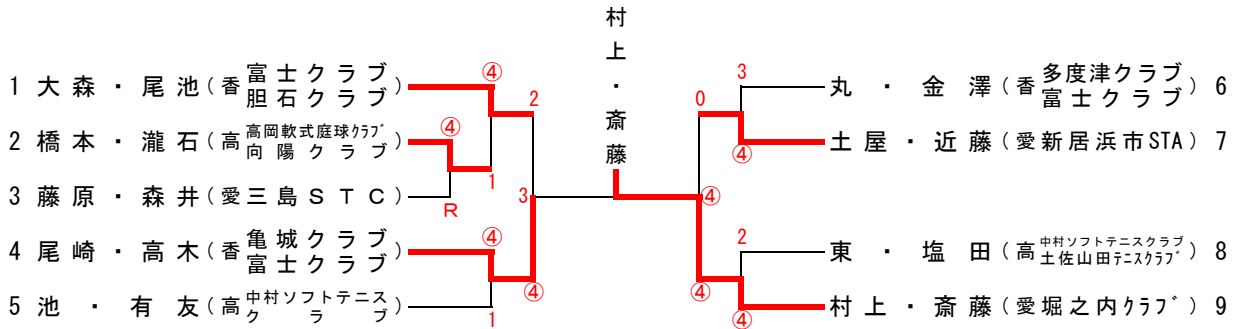 村上・斎藤
1 大森・尾池(香 富士クラブ 胆石クラブ) ④
2 橋本・瀧石(高 高岡軟式庭球クラブ 向陽クラブ) ④
1
2
3 藤原・森井(愛 三島STC) R
3
4 尾崎・高木(香 亀城クラブ 富士クラブ) ④
④
5 池・有友(高 中村ソフトテニスクラブ) 1
3 丸・金澤(香 多度津クラブ 富士クラブ) 6
0
④ 土屋・近藤(愛 新居浜市STA) 7
④
2 東・塩田(高 中村ソフトテニスクラブ 土佐山田テニスクラブ) 8
④
④ 村上・斎藤(愛 堀之内クラブ) 9